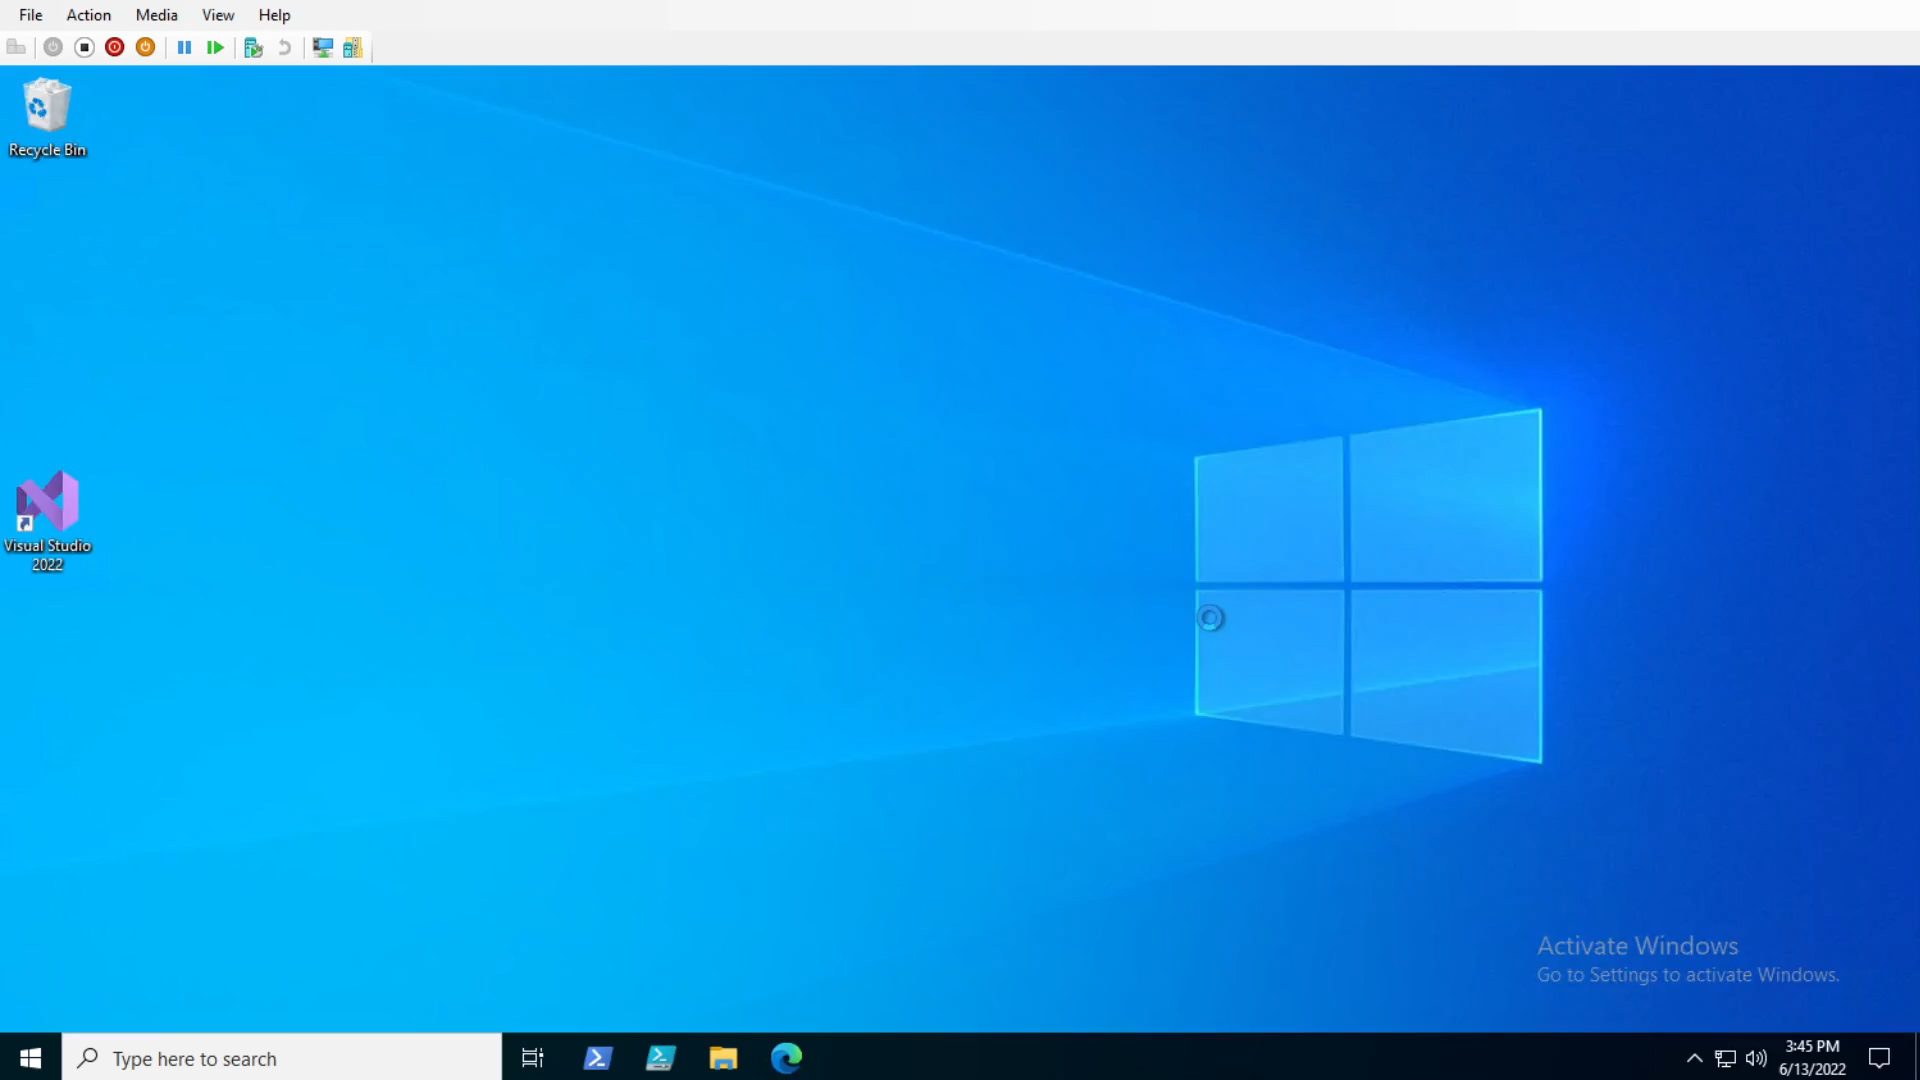 File Action Media View Help
Recycle Bin
Visual Studio
2022
Activate Windows
Go to Settings to activate Windows.
Type here to search
3:45 PM
6/13/2022